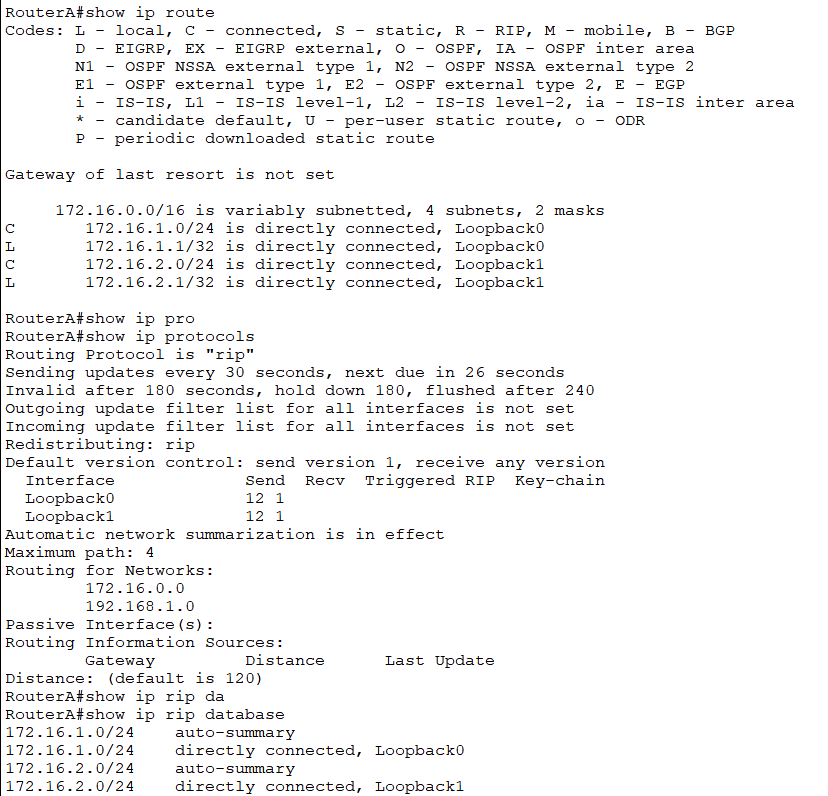 RouterA#show ip route
Codes: L - local, C - connected, S - static, R - RIP, M - mobile, B - BGP
       D - EIGRP, EX - EIGRP external, O - OSPF, IA - OSPF inter area
       N1 - OSPF NSSA external type 1, N2 - OSPF NSSA external type 2
       E1 - OSPF external type 1, E2 - OSPF external type 2, E - EGP
       i - IS-IS, L1 - IS-IS level-1, L2 - IS-IS level-2, ia - IS-IS inter area
       * - candidate default, U - per-user static route, o - ODR
       P - periodic downloaded static route
Gateway of last resort is not set
     172.16.0.0/16 is variably subnetted, 4 subnets, 2 masks
C       172.16.1.0/24 is directly connected, Loopback0
L       172.16.1.1/32 is directly connected, Loopback0
C       172.16.2.0/24 is directly connected, Loopback1
L       172.16.2.1/32 is directly connected, Loopback1
RouterA#show ip pro
RouterA#show ip protocols
Routing Protocol is "rip"
Sending updates every 30 seconds, next due in 26 seconds
Invalid after 180 seconds, hold down 180, flushed after 240
Outgoing update filter list for all interfaces is not set
Incoming update filter list for all interfaces is not set
Redistributing: rip
Default version control: send version 1, receive any version
  Interface             Send  Recv  Triggered RIP  Key-chain
  Loopback0             12 1
  Loopback1             12 1
Automatic network summarization is in effect
Maximum path: 4
Routing for Networks:
        172.16.0.0
        192.168.1.0
Passive Interface(s):
Routing Information Sources:
        Gateway         Distance      Last Update
Distance: (default is 120)
RouterA#show ip rip da
RouterA#show ip rip database
172.16.1.0/24    auto-summary
172.16.1.0/24    directly connected, Loopback0
172.16.2.0/24    auto-summary
172.16.2.0/24    directly connected, Loopback1